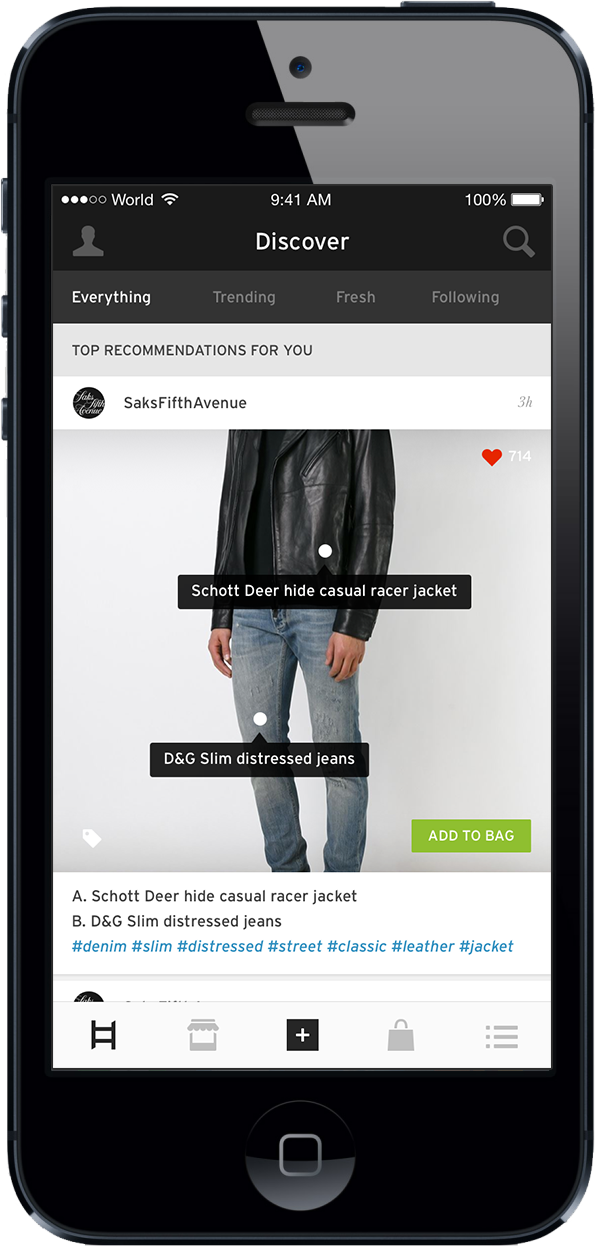 World 9:41 AM 100%
Discover
Everything Trending Fresh Following
TOP RECOMMENDATIONS FOR YOU
Saks
Fifth
Avenue
SaksFifthAvenue 3h
714
Schott Deer hide casual racer jacket
D&G Slim distressed jeans
ADD TO BAG
A. Schott Deer hide casual racer jacket
B. D&G Slim distressed jeans
#denim #slim #distressed #street #classic #leather #jacket